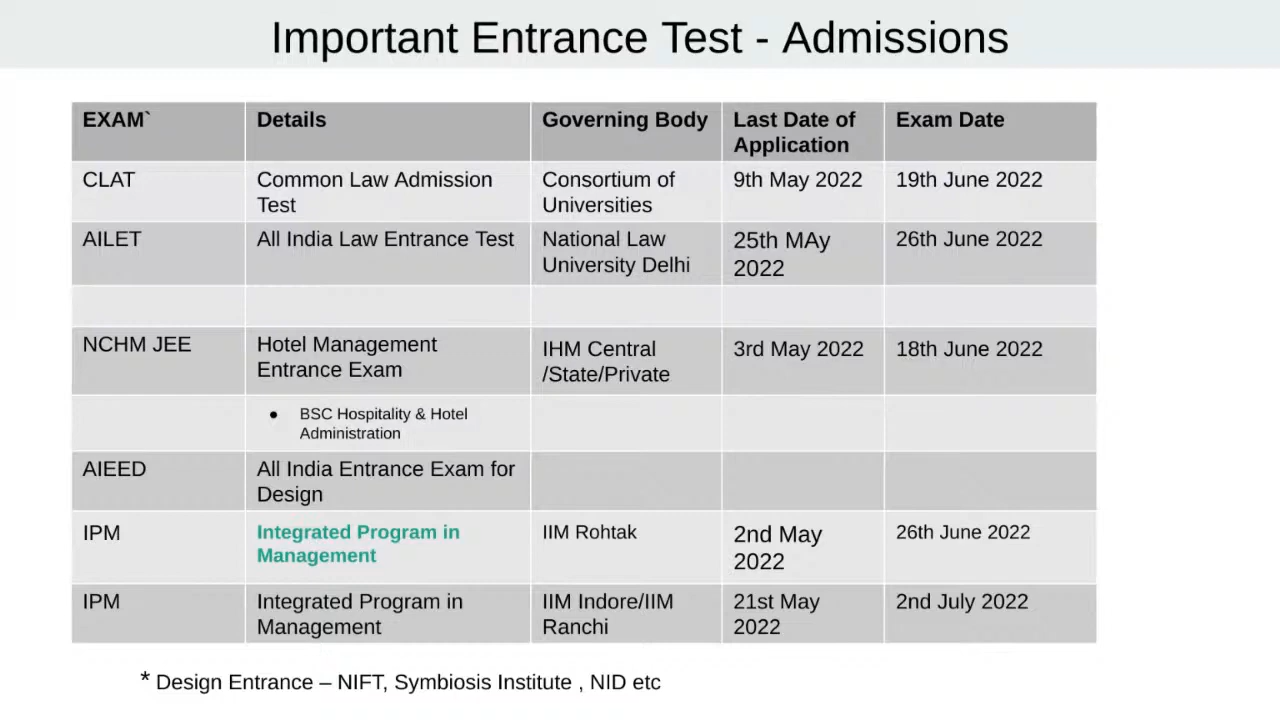 Important Entrance Test - Admissions
EXAM` Details Governing Body Last Date of Application Exam Date
CLAT Common Law Admission Test Consortium of Universities 9th May 2022 19th June 2022
AILET All India Law Entrance Test National Law University Delhi 25th MAy 2022 26th June 2022
NCHM JEE Hotel Management Entrance Exam IHM Central /State/Private 3rd May 2022 18th June 2022
● BSC Hospitality & Hotel Administration
AIEED All India Entrance Exam for Design
IPM Integrated Program in Management IIM Rohtak 2nd May 2022 26th June 2022
IPM Integrated Program in Management IIM Indore/IIM Ranchi 21st May 2022 2nd July 2022
* Design Entrance – NIFT, Symbiosis Institute , NID etc